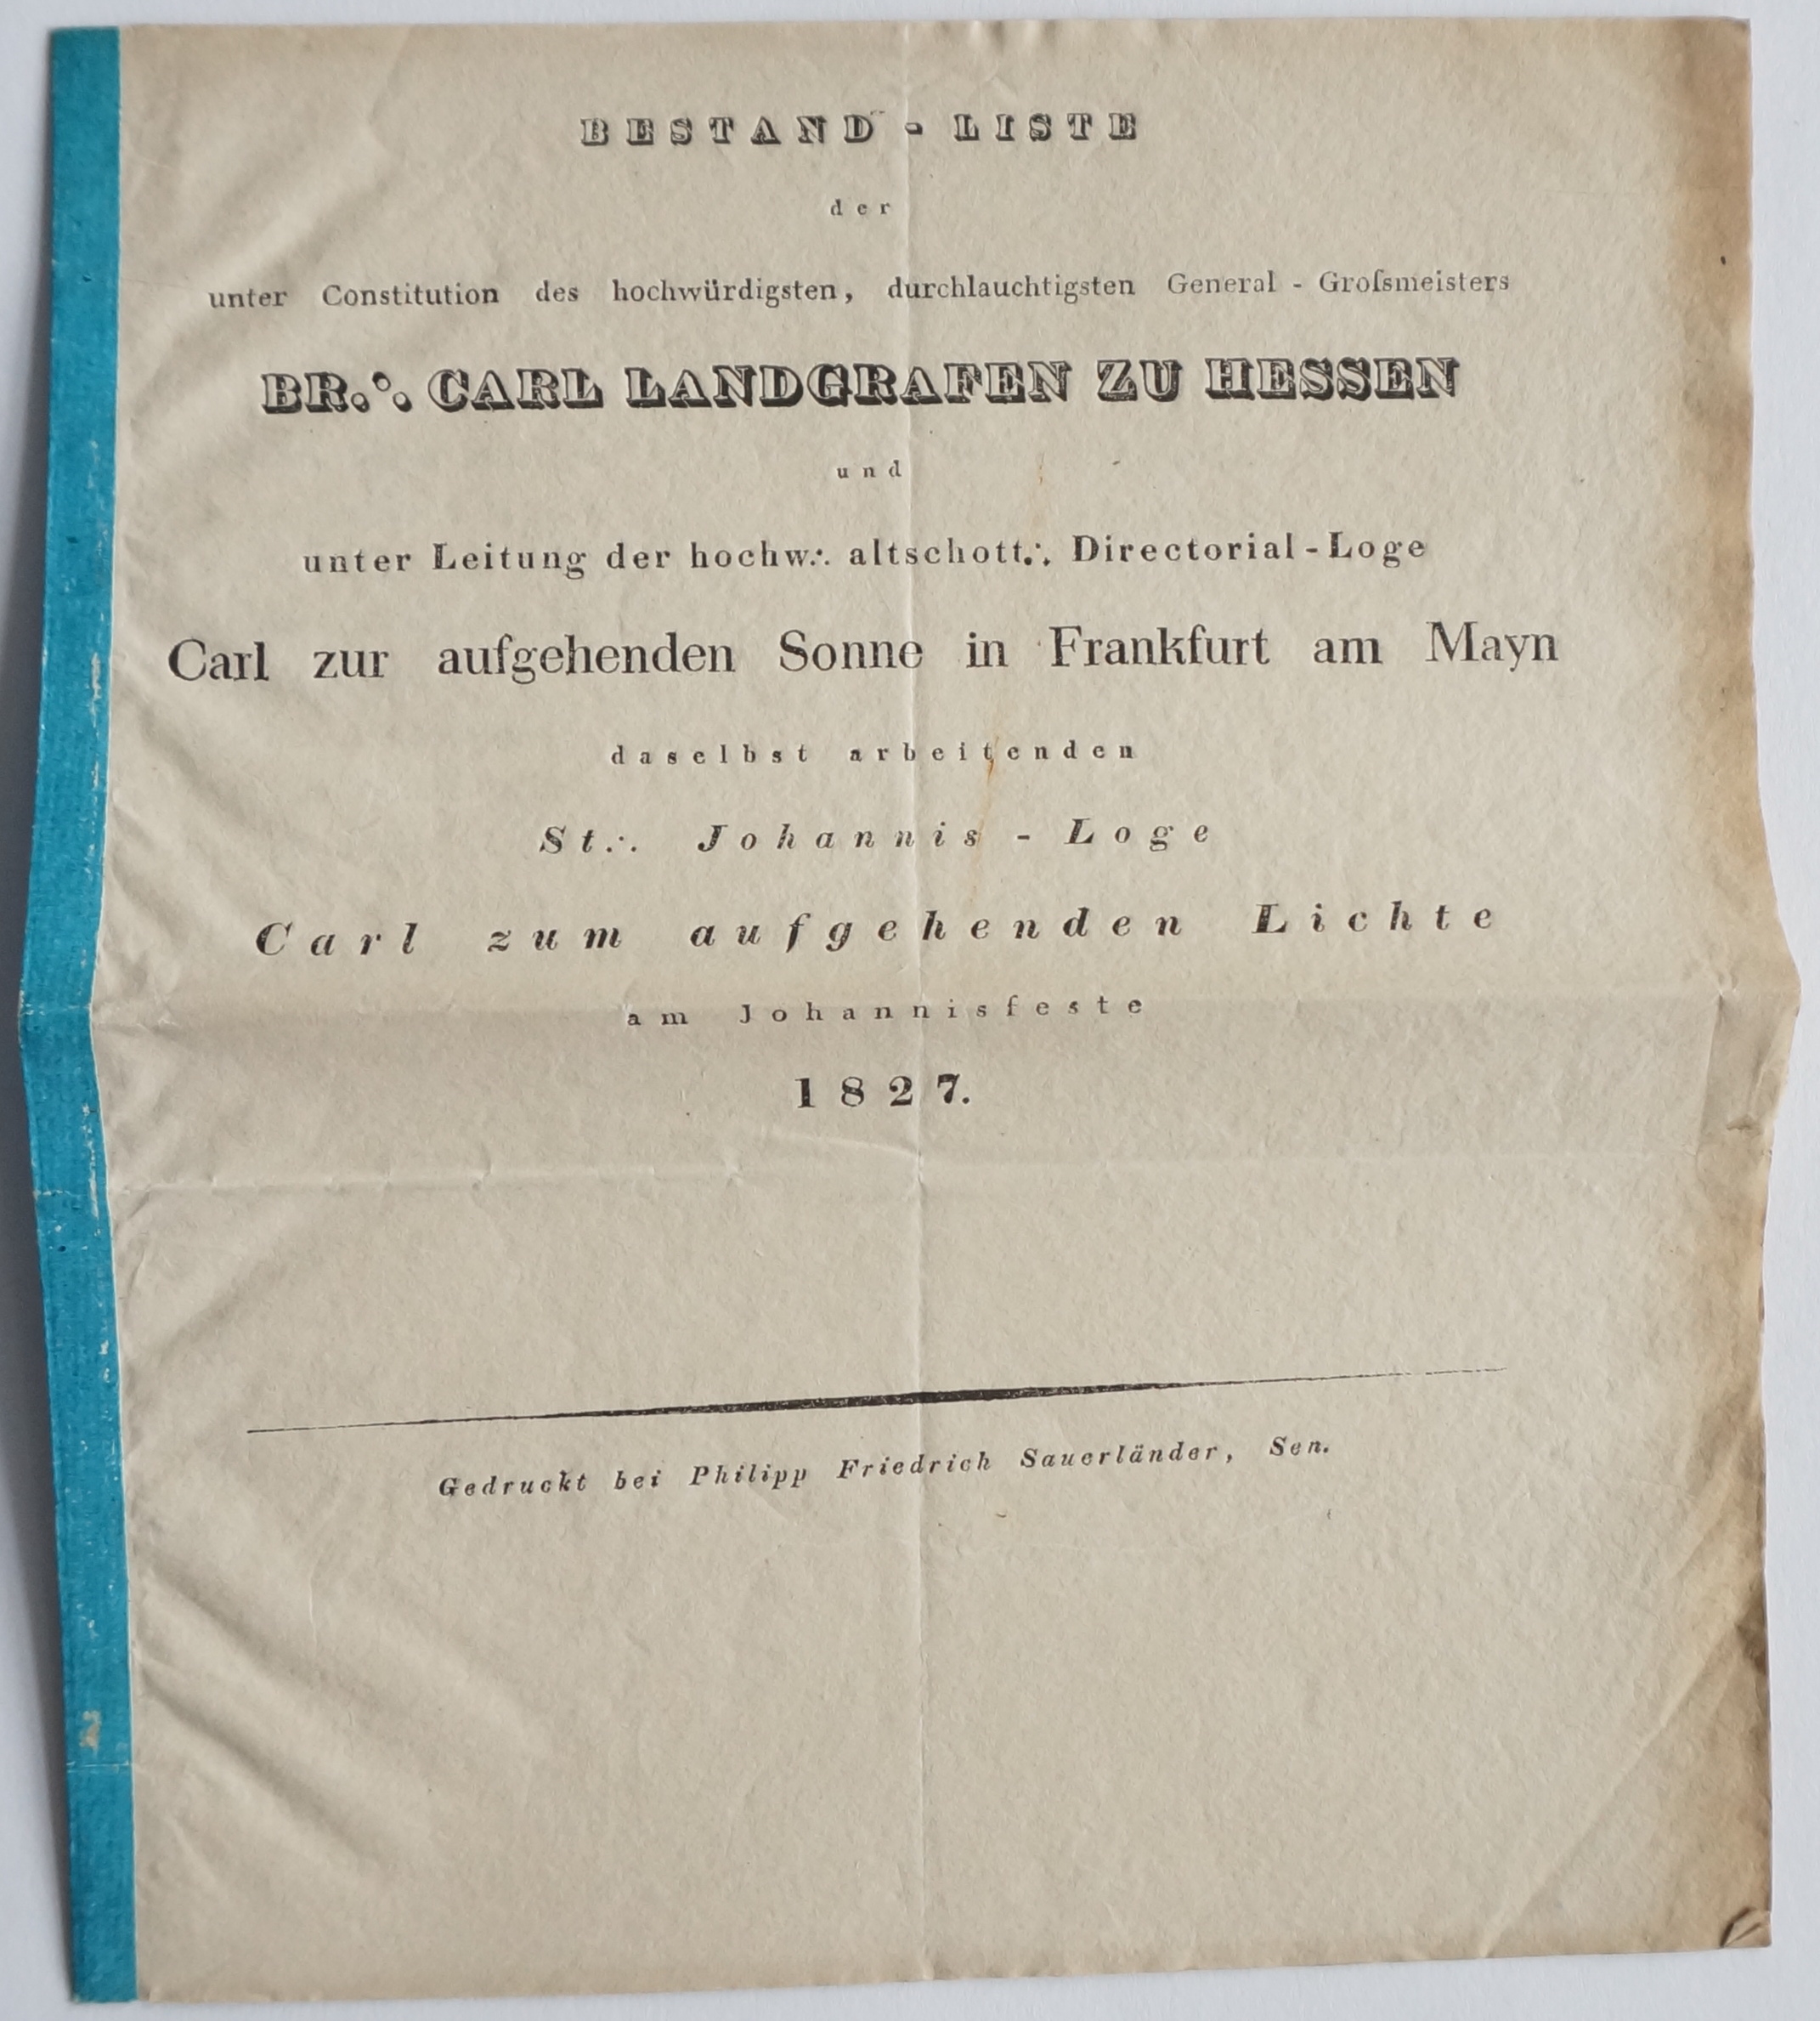 BESTAND-LISTE
der
unter Constitution des hochwürdigsten, durchlauchtigsten General - Groſsmeisters
BR.∴ CARL LANDGRAFEN ZU HESSEN
und
unter Leitung der hochw∴ altschott∴ Directorial-Loge
Carl zur aufgehenden Sonne in Frankfurt am Mayn
daselbst arbeitenden
St∴ Johannis - Loge
Carl zum aufgehenden Lichte
am Johannisfeste
1827.
Gedruckt bei Philipp Friedrich Sauerländer, Sen.